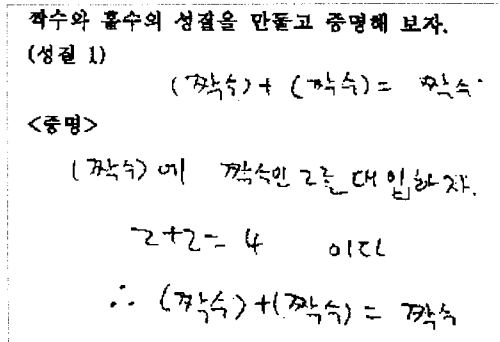 짝수와 홀수의 성질을 만들고 증명해 보자.
(성질 1)
(짝수) + (짝수) = 짝수
<증명>
(짝수) 에 짝수인 2를 대입하자.
2+2= 4 이다
∴ (짝수)+(짝수) = 짝수